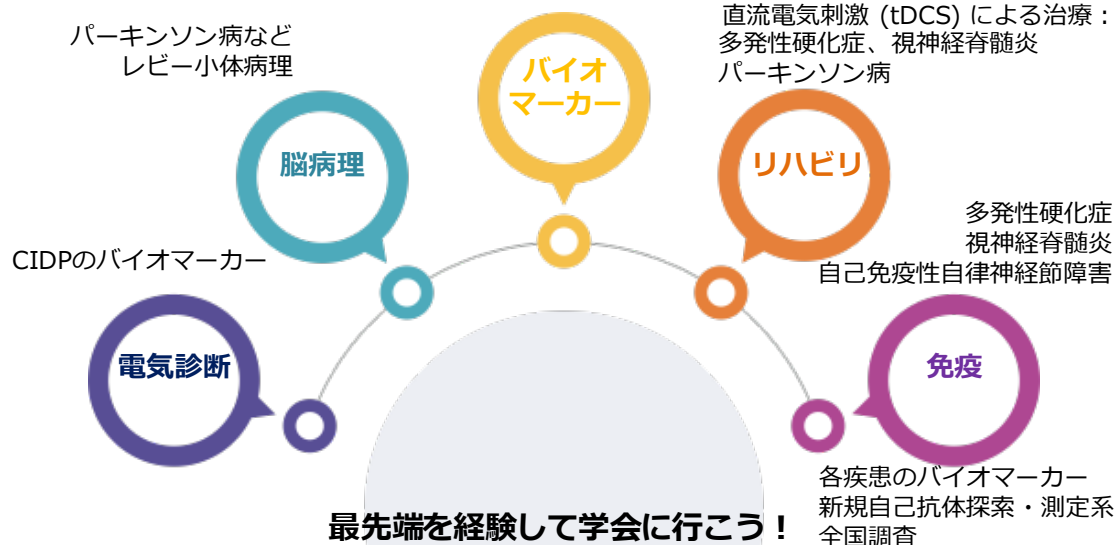 直流電気刺激 (tDCS) による治療：
多発性硬化症、視神経脊髄炎
パーキンソン病
パーキンソン病など
レビー小体病理
バイオ
マーカー
脳病理
リハビリ
多発性硬化症
視神経脊髄炎
自己免疫性自律神経節障害
CIDPのバイオマーカー
電気診断
免疫
各疾患のバイオマーカー
新規自己抗体探索・測定系
全国調査
最先端を経験して学会に行こう！